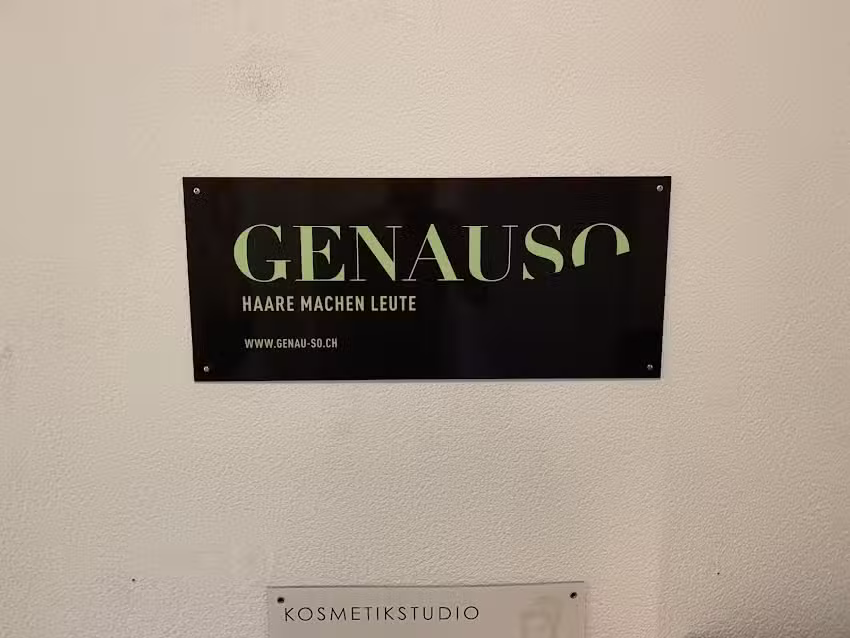 GENAUSO
HAARE MACHEN LEUTE
WWW.GENAU-SO.CH
KOSMETIKSTUDIO